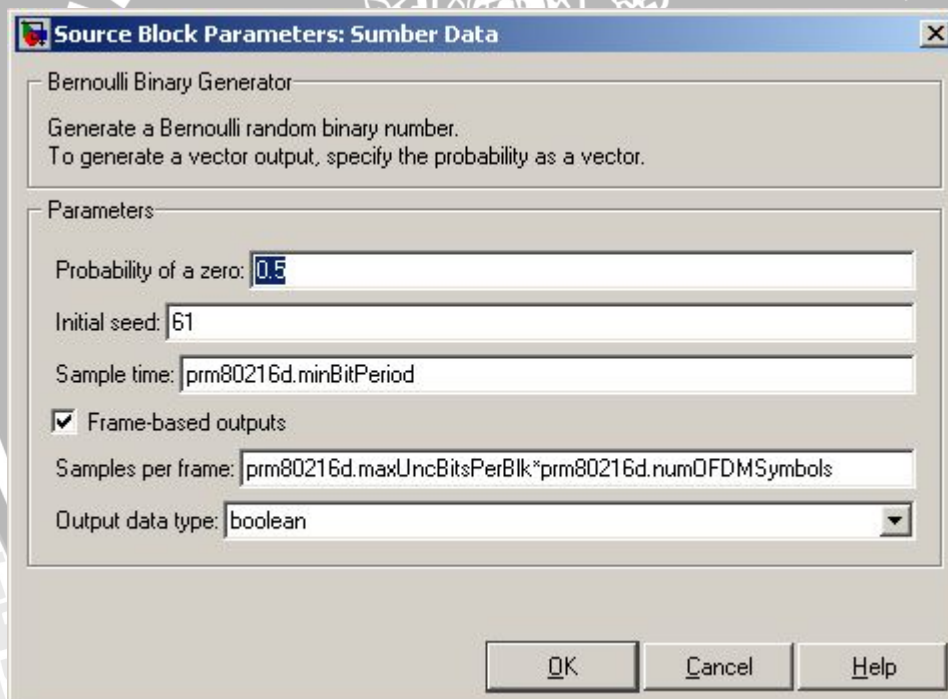 Source Block Parameters: Sumber Data
Bernoulli Binary Generator
Generate a Bernoulli random binary number.
To generate a vector output, specify the probability as a vector.
Parameters
Probability of a zero: 0.5
Initial seed: 61
Sample time: prm80216d.minBitPeriod
Frame-based outputs
Samples per frame: prm80216d.maxUncBitsPerBlk*prm80216d.numOFDMSymbols
Output data type: boolean
OK Cancel Help